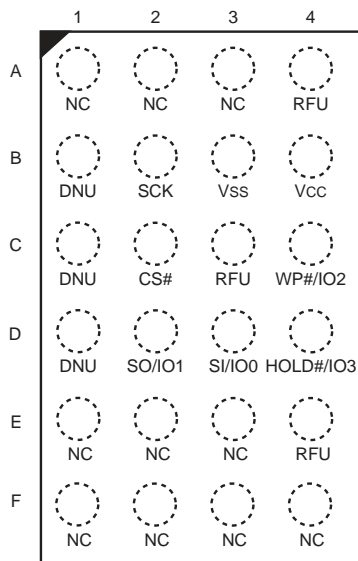 1 2 3 4
A
NC NC NC RFU
B
DNU SCK Vss Vcc
C
DNU CS# RFU WP#/IO2
D
DNU SO/IO1 SI/IO0 HOLD#/IO3
E
NC NC NC RFU
F
NC NC NC NC